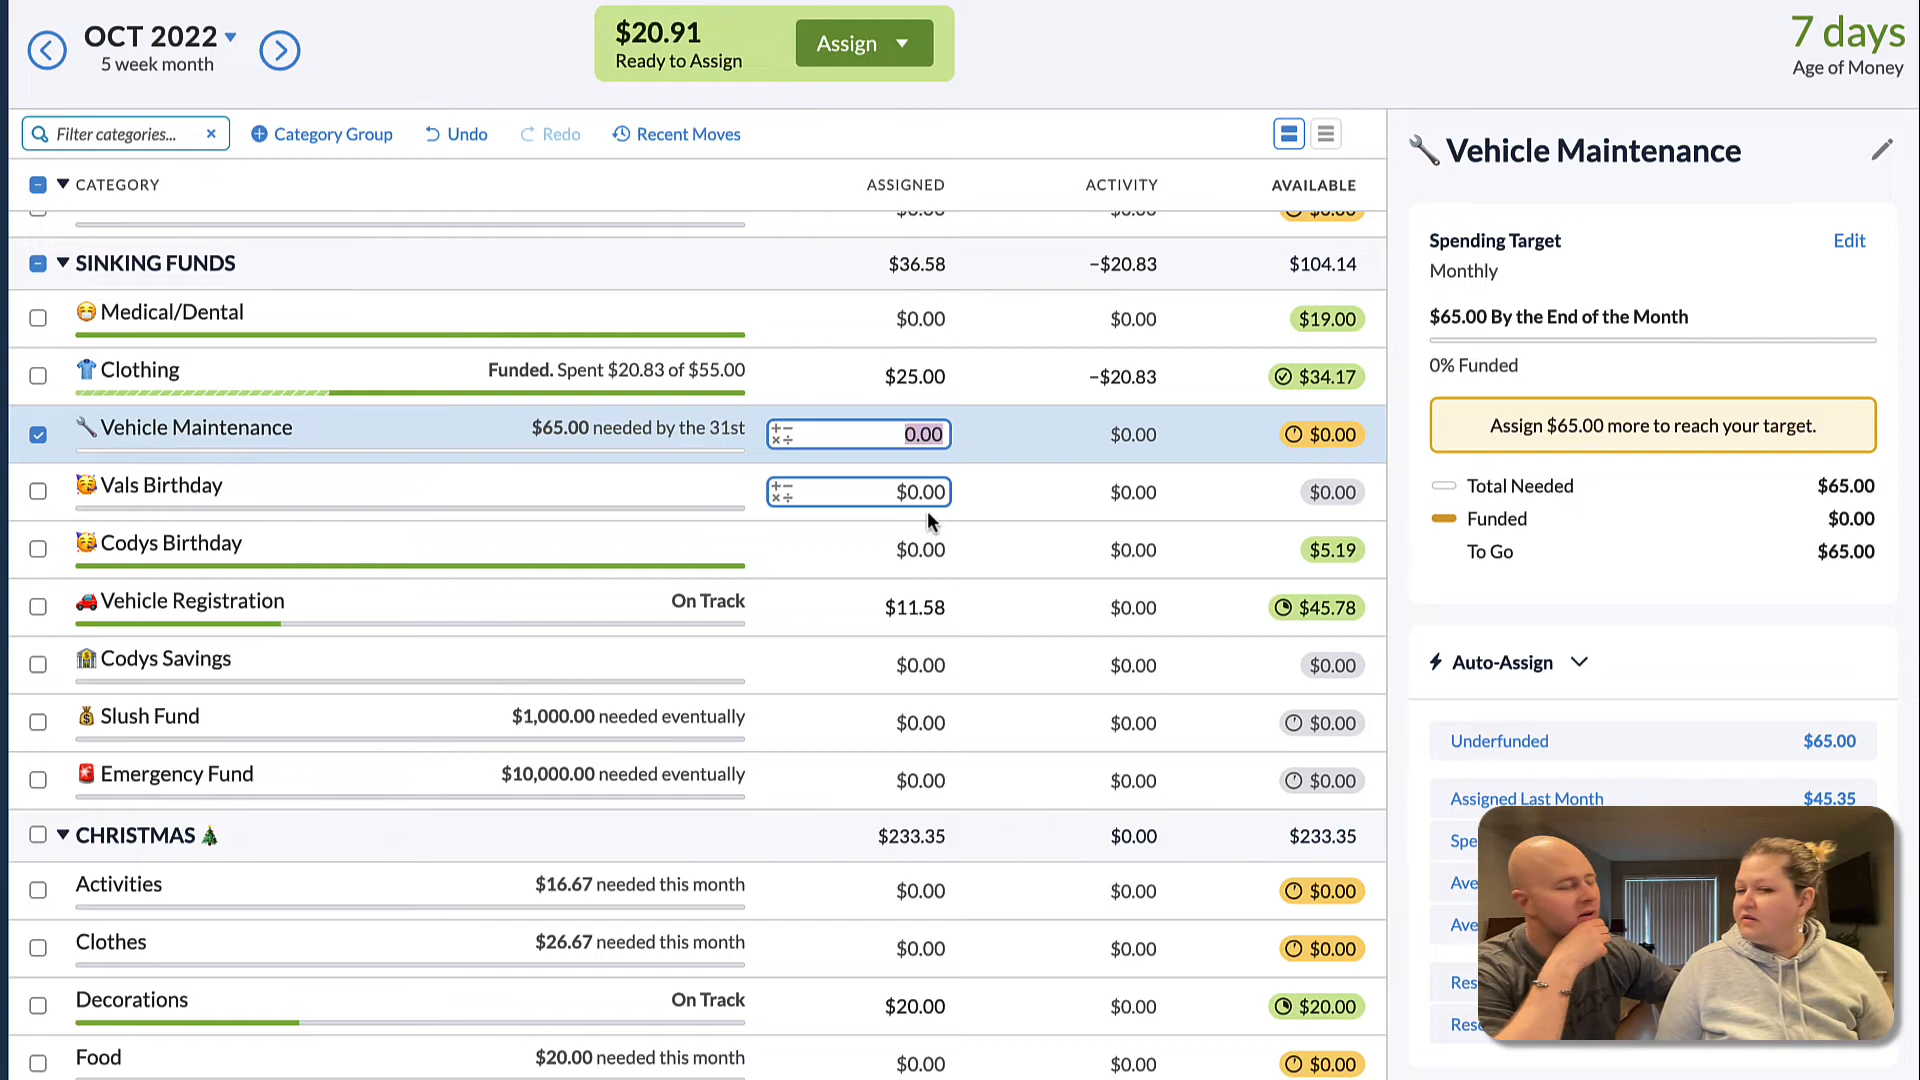 OCT 2022
5 week month
$20.91
Ready to Assign
Assign
7 days
Age of Money
Filter categories...
Category Group
Undo
Redo
Recent Moves
CATEGORY
ASSIGNED
ACTIVITY
AVAILABLE
SINKING FUNDS
$36.58
−$20.83
$104.14
Medical/Dental
$0.00
$0.00
$19.00
Clothing
Funded. Spent $20.83 of $55.00
$25.00
−$20.83
$34.17
Vehicle Maintenance
$65.00 needed by the 31st
0.00
$0.00
$0.00
Vals Birthday
$0.00
$0.00
$0.00
Codys Birthday
$0.00
$0.00
$5.19
Vehicle Registration
On Track
$11.58
$0.00
$45.78
Codys Savings
$0.00
$0.00
$0.00
Slush Fund
$1,000.00 needed eventually
$0.00
$0.00
$0.00
Emergency Fund
$10,000.00 needed eventually
$0.00
$0.00
$0.00
CHRISTMAS
$233.35
$0.00
$233.35
Activities
$16.67 needed this month
$0.00
$0.00
$0.00
Clothes
$26.67 needed this month
$0.00
$0.00
$0.00
Decorations
On Track
$20.00
$0.00
$20.00
Food
$20.00 needed this month
$0.00
$0.00
$0.00
Vehicle Maintenance
Spending Target
Edit
Monthly
$65.00 By the End of the Month
0% Funded
Assign $65.00 more to reach your target.
Total Needed
$65.00
Funded
$0.00
To Go
$65.00
Auto-Assign
Underfunded
$65.00
Assigned Last Month
$45.35
Spe
Ave
Ave
Res
Rese